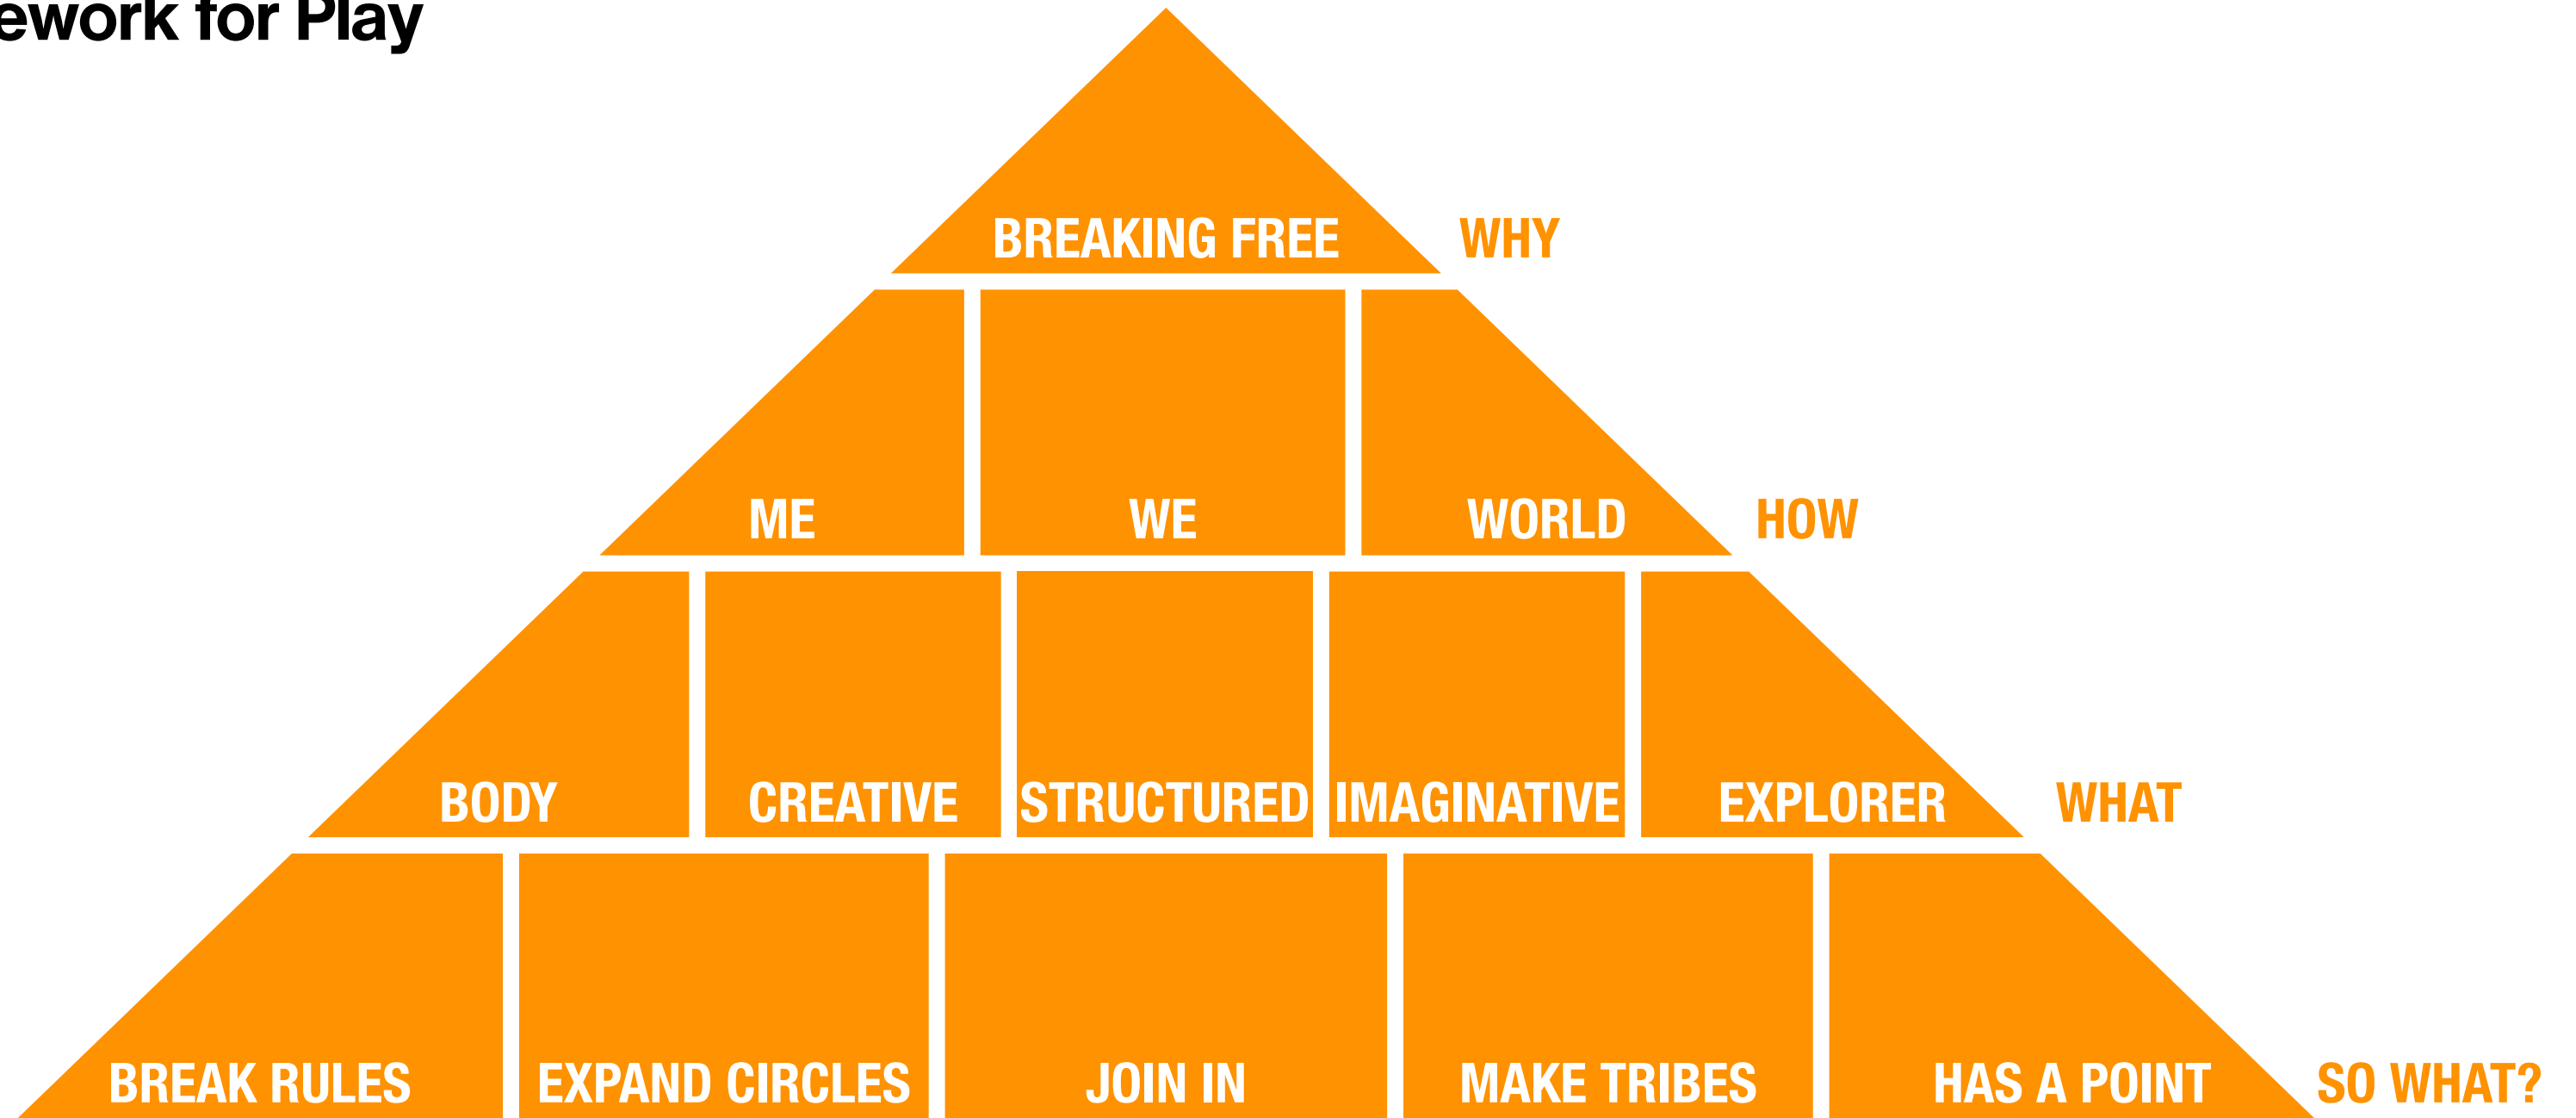 ework for Play
BREAKING FREE WHY
ME WE WORLD HOW
BODY CREATIVE STRUCTURED IMAGINATIVE EXPLORER WHAT
BREAK RULES EXPAND CIRCLES JOIN IN MAKE TRIBES HAS A POINT SO WHAT?